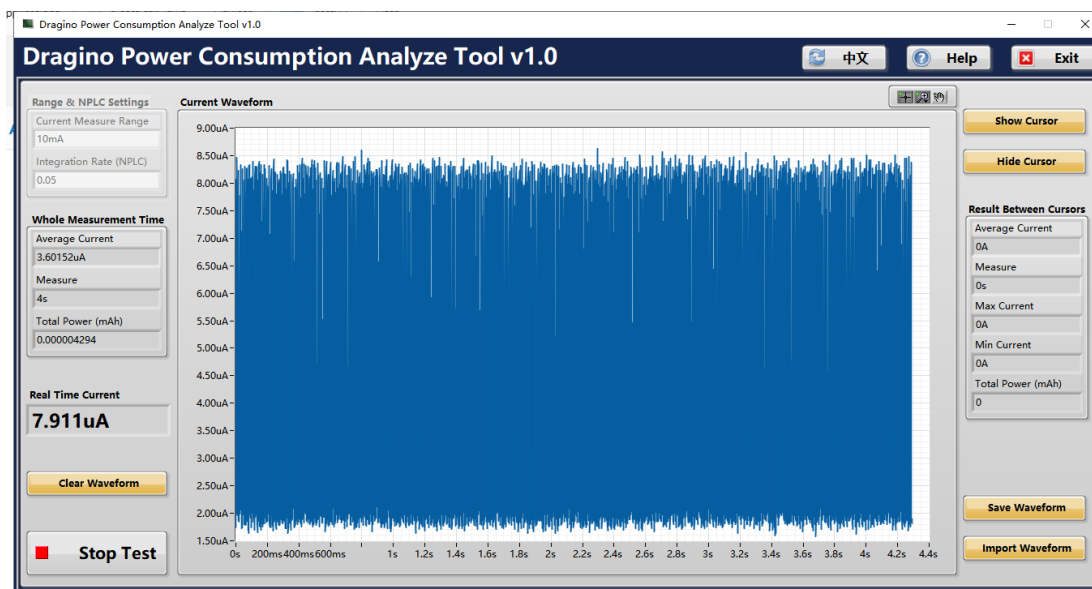 Dragino Power Consumption Analyze Tool v1.0
Dragino Power Consumption Analyze Tool v1.0
中文
Help
Exit
Range & NPLC Settings
Current Measure Range
10mA
Integration Rate (NPLC)
0.05
Whole Measurement Time
Average Current
3.60152uA
Measure
4s
Total Power (mAh)
0.000004294
Real Time Current
7.911uA
Clear Waveform
Stop Test
Current Waveform
9.00uA
8.50uA
8.00uA
7.50uA
7.00uA
6.50uA
6.00uA
5.50uA
5.00uA
4.50uA
4.00uA
3.50uA
3.00uA
2.50uA
2.00uA
1.50uA
0s 200ms 400ms 600ms 1s 1.2s 1.4s 1.6s 1.8s 2s 2.2s 2.4s 2.6s 2.8s 3s 3.2s 3.4s 3.6s 3.8s 4s 4.2s 4.4s
Show Cursor
Hide Cursor
Result Between Cursors
Average Current
0A
Measure
0s
Max Current
0A
Min Current
0A
Total Power (mAh)
0
Save Waveform
Import Waveform